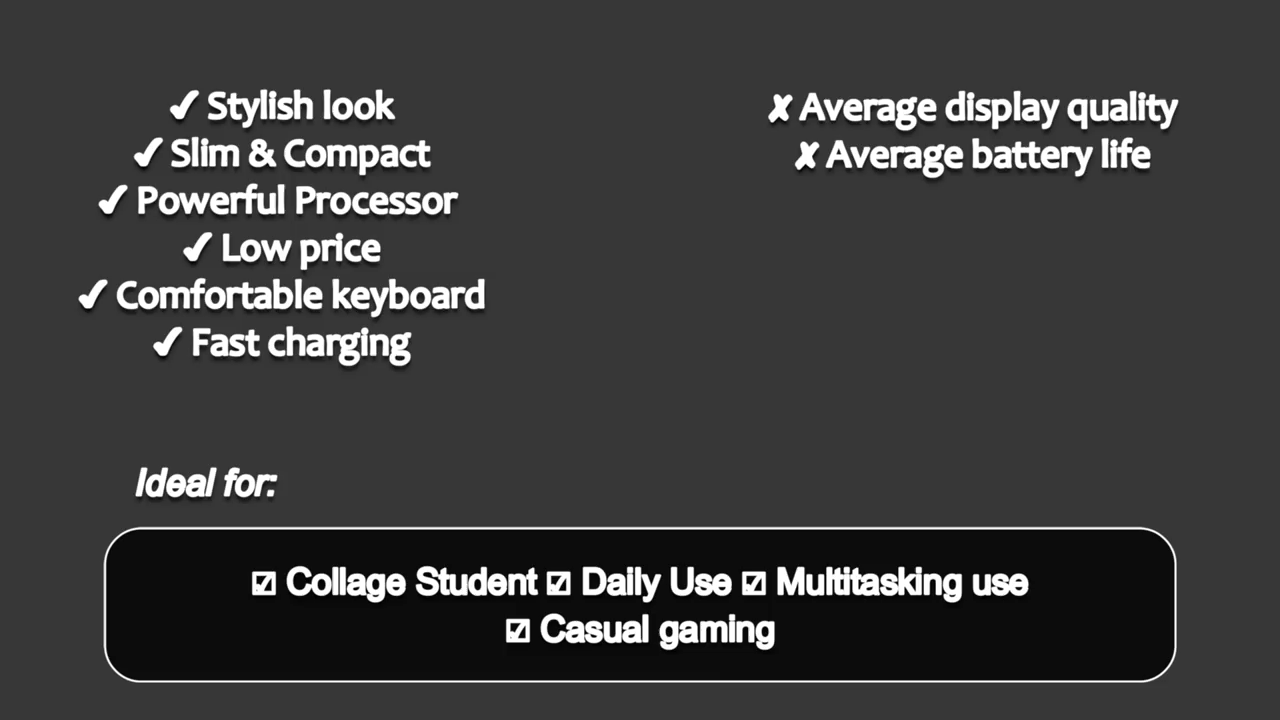 ✔ Stylish look
✔ Slim & Compact
✔ Powerful Processor
✔ Low price
✔ Comfortable keyboard
✔ Fast charging
✘ Average display quality
✘ Average battery life
Ideal for:
☑ Collage Student ☑ Daily Use ☑ Multitasking use
☑ Casual gaming